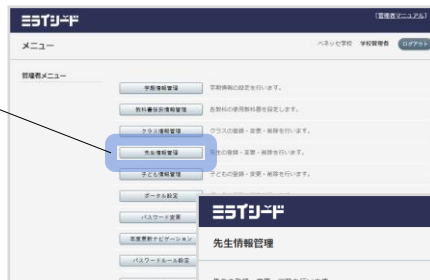 ミライシード
[管理者マニュアル]
メニュー
ベネッセ学校 学校管理者 ログアウト
管理者メニュー
学校情報管理 学校情報の設定を行います。
教科書採択情報管理 各教科の使用教科書を設定します。
クラス情報管理 クラスの登録・変更・削除を行います。
先生情報管理 先生の登録・変更・削除を行います。
子ども情報管理 子どもの登録・変更・削除を行います。
ポータル設定
パスワード変更
年度更新ナビゲーション
パスワードルール設定
ミライシード
先生情報管理